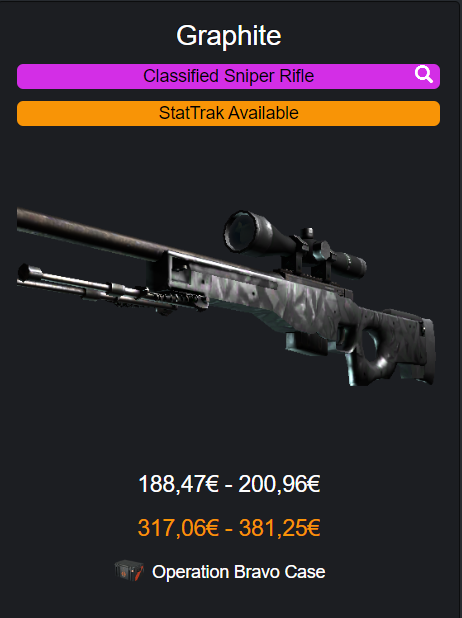 Graphite
Classified Sniper Rifle
StatTrak Available
188,47€ - 200,96€
317,06€ - 381,25€
Operation Bravo Case